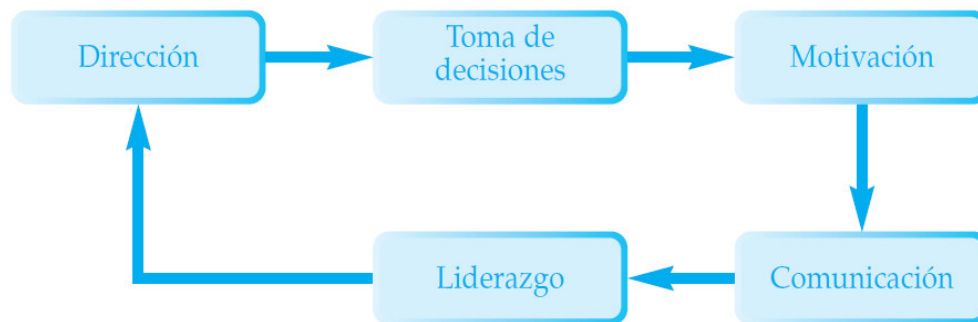 Dirección
Toma de
decisiones
Motivación
Liderazgo
Comunicación